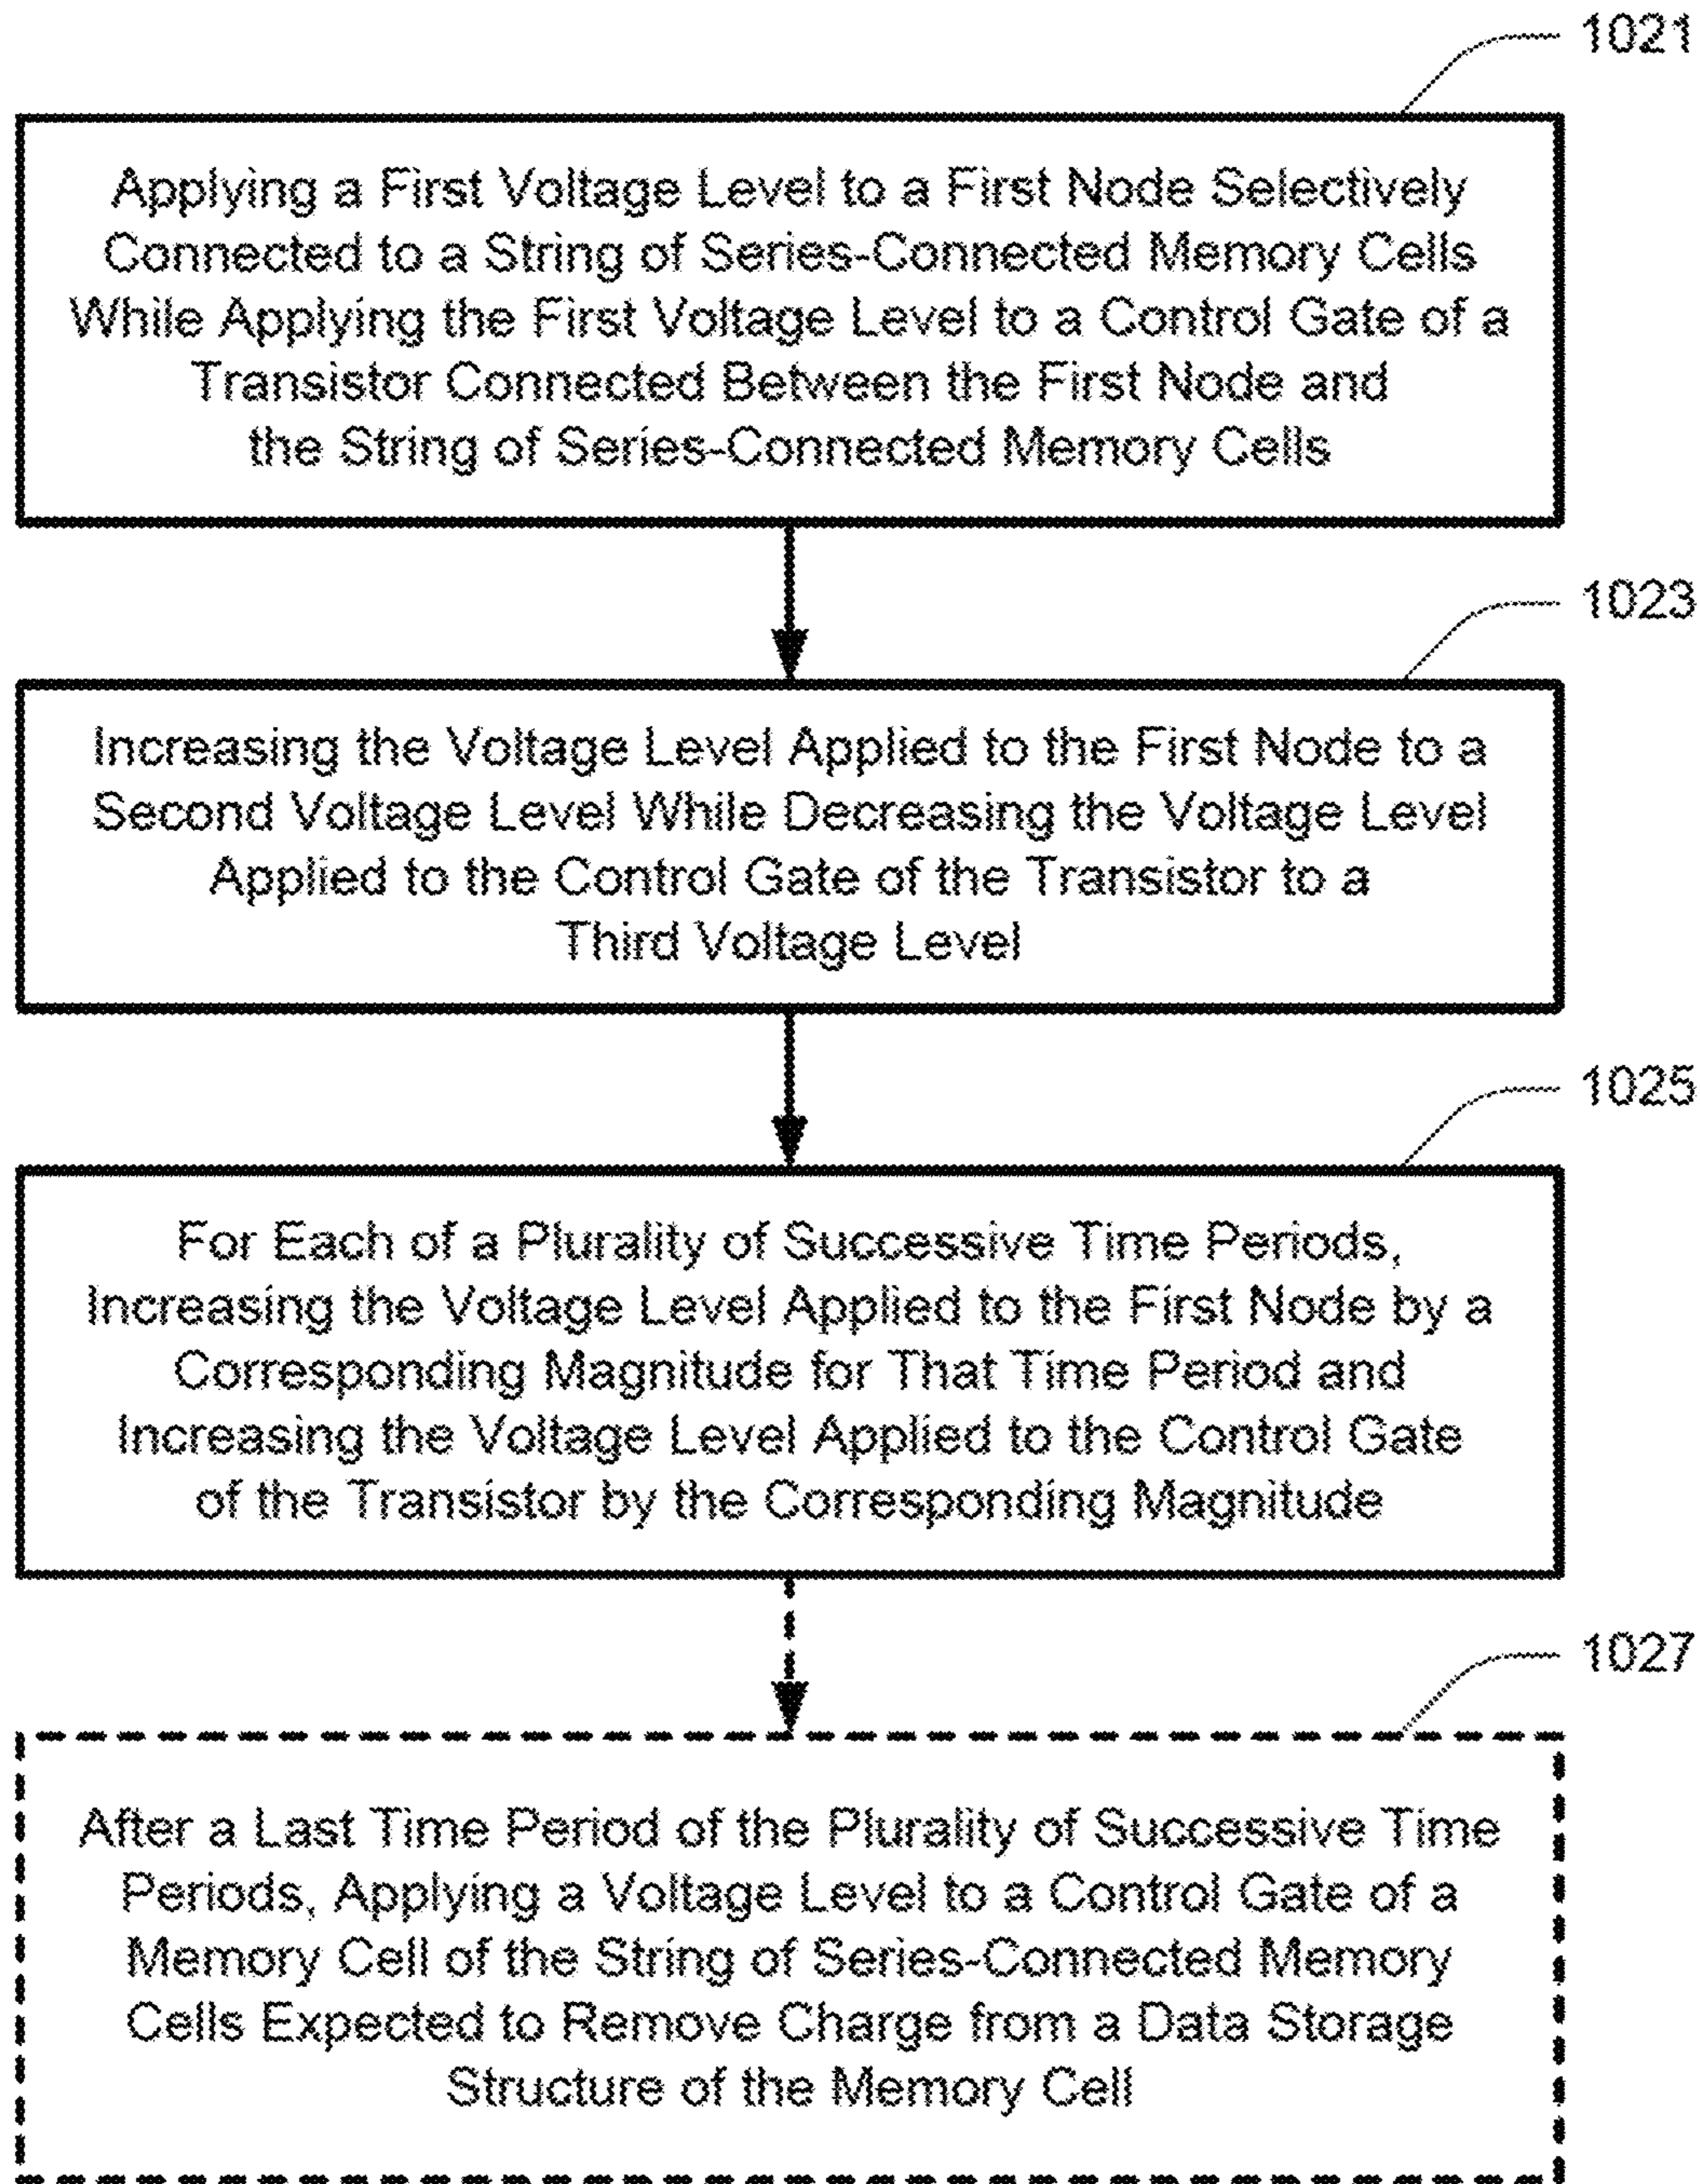 1021
Applying a First Voltage Level to a First Node Selectively
Connected to a String of Series-Connected Memory Cells
While Applying the First Voltage Level to a Control Gate of a
Transistor Connected Between the First Node and
the String of Series-Connected Memory Cells
1023
Increasing the Voltage Level Applied to the First Node to a
Second Voltage Level While Decreasing the Voltage Level
Applied to the Control Gate of the Transistor to a
Third Voltage Level
1025
For Each of a Plurality of Successive Time Periods,
Increasing the Voltage Level Applied to the First Node by a
Corresponding Magnitude for That Time Period and
Increasing the Voltage Level Applied to the Control Gate
of the Transistor by the Corresponding Magnitude
1027
After a Last Time Period of the Plurality of Successive Time
Periods, Applying a Voltage Level to a Control Gate of a
Memory Cell of the String of Series-Connected Memory
Cells Expected to Remove Charge from a Data Storage
Structure of the Memory Cell